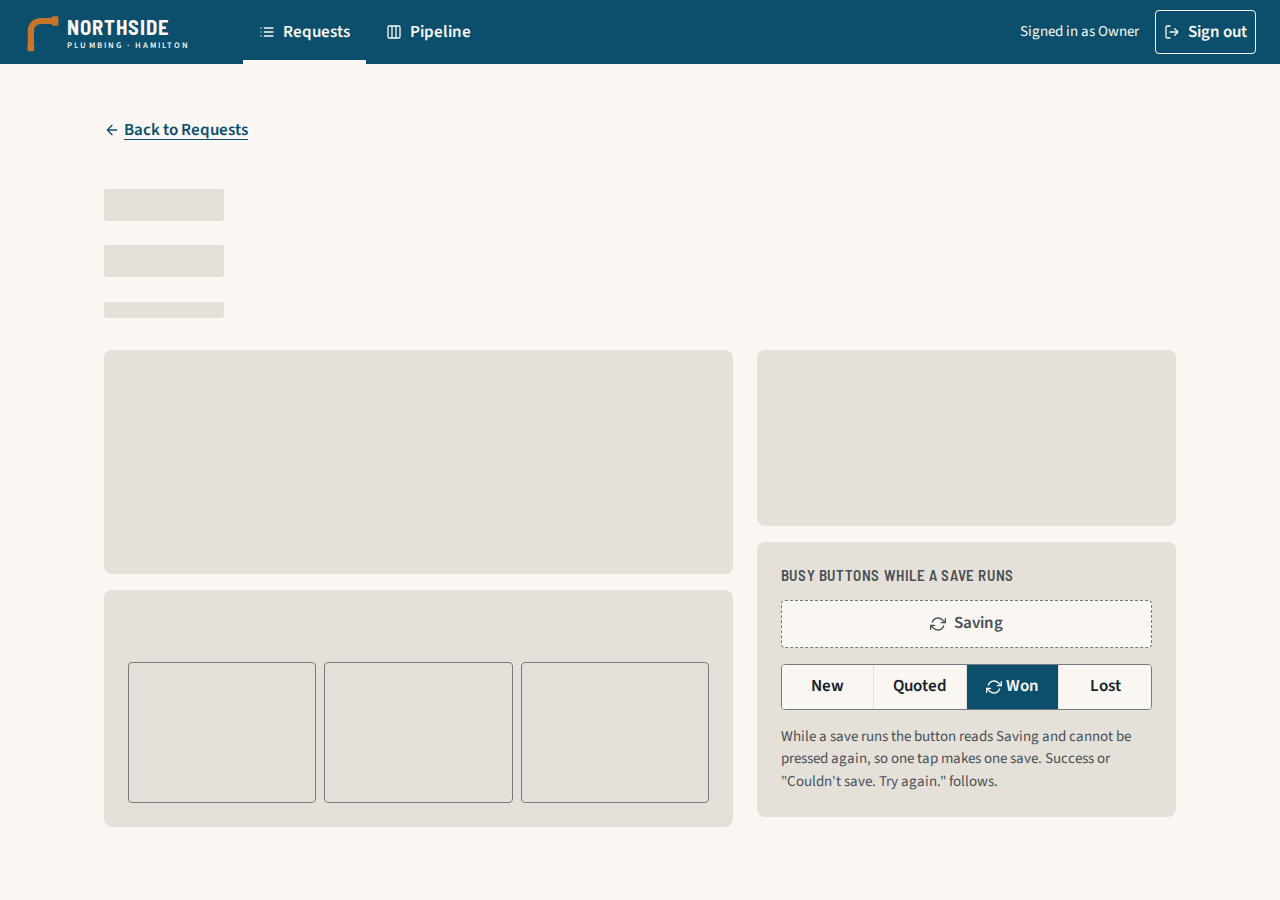 NORTHSIDE
PLUMBING · HAMILTON
Requests
Pipeline
Signed in as Owner
Sign out
Back to Requests
BUSY BUTTONS WHILE A SAVE RUNS
Saving
New
Quoted
Won
Lost
While a save runs the button reads Saving and cannot be
pressed again, so one tap makes one save. Success or
"Couldn't save. Try again." follows.